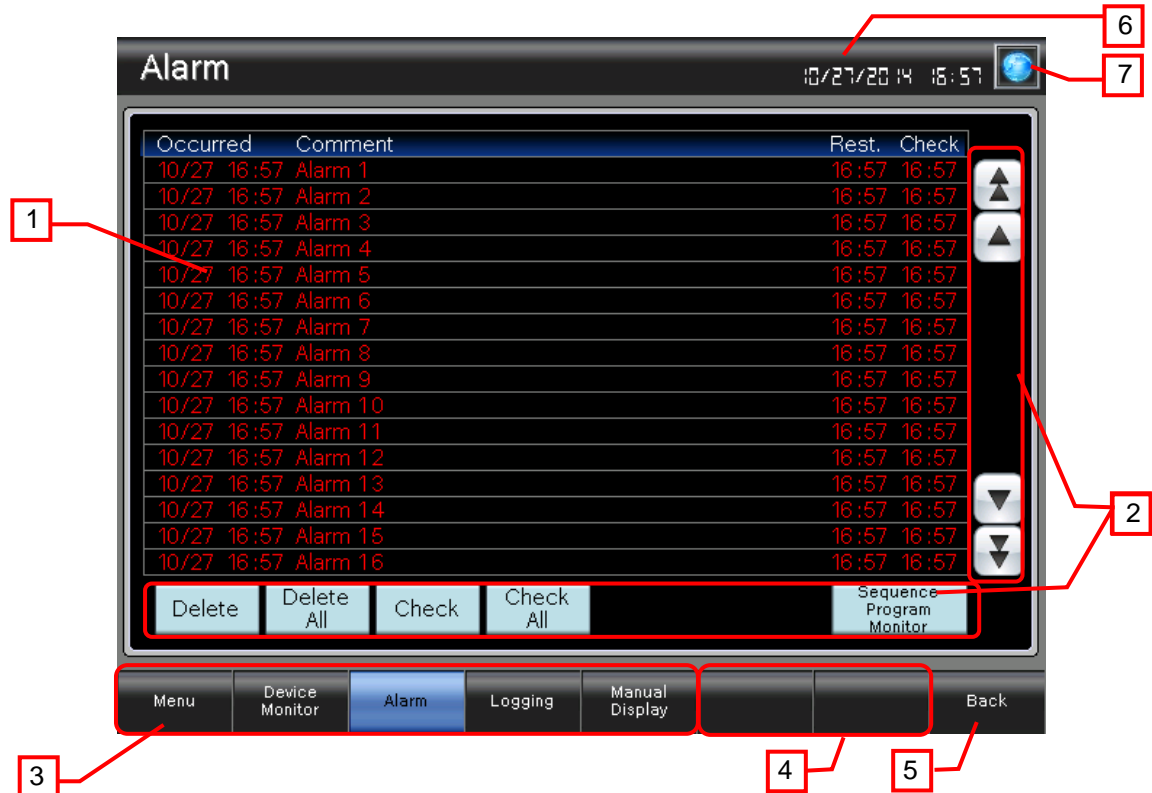 6
Alarm
10/27/2014 16:57
7
Occurred Comment Rest. Check
10/27 16:57 Alarm 1 16:57 16:57
10/27 16:57 Alarm 2 16:57 16:57
10/27 16:57 Alarm 3 16:57 16:57
1
10/27 16:57 Alarm 4 16:57 16:57
10/27 16:57 Alarm 5 16:57 16:57
10/27 16:57 Alarm 6 16:57 16:57
10/27 16:57 Alarm 7 16:57 16:57
10/27 16:57 Alarm 8 16:57 16:57
10/27 16:57 Alarm 9 16:57 16:57
10/27 16:57 Alarm 10 16:57 16:57
10/27 16:57 Alarm 11 16:57 16:57
10/27 16:57 Alarm 12 16:57 16:57
10/27 16:57 Alarm 13 16:57 16:57
10/27 16:57 Alarm 14 16:57 16:57
2
10/27 16:57 Alarm 15 16:57 16:57
10/27 16:57 Alarm 16 16:57 16:57
Delete
Delete
All
Check
Check
All
Sequence
Program
Monitor
Menu
Device
Monitor
Alarm
Logging
Manual
Display
Back
3
4
5